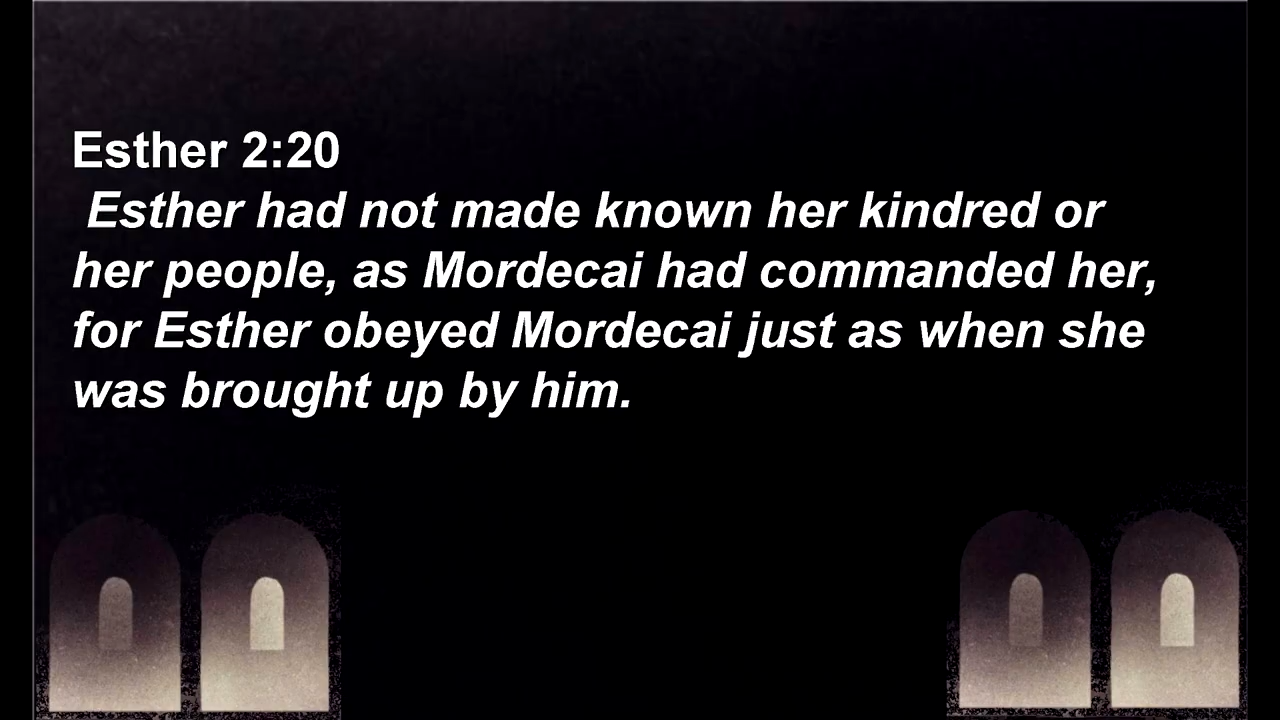 Esther 2:20
Esther had not made known her kindred or
her people, as Mordecai had commanded her,
for Esther obeyed Mordecai just as when she
was brought up by him.